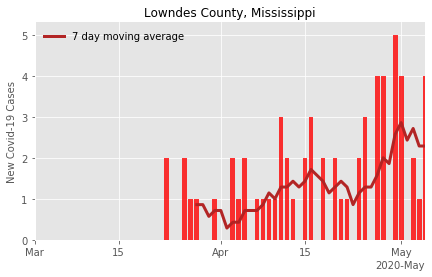 Lowndes County, Mississippi
7 day moving average
New Covid-19 Cases
5
4
3
2
1
0
Mar 15 Apr 15 May
2020-May